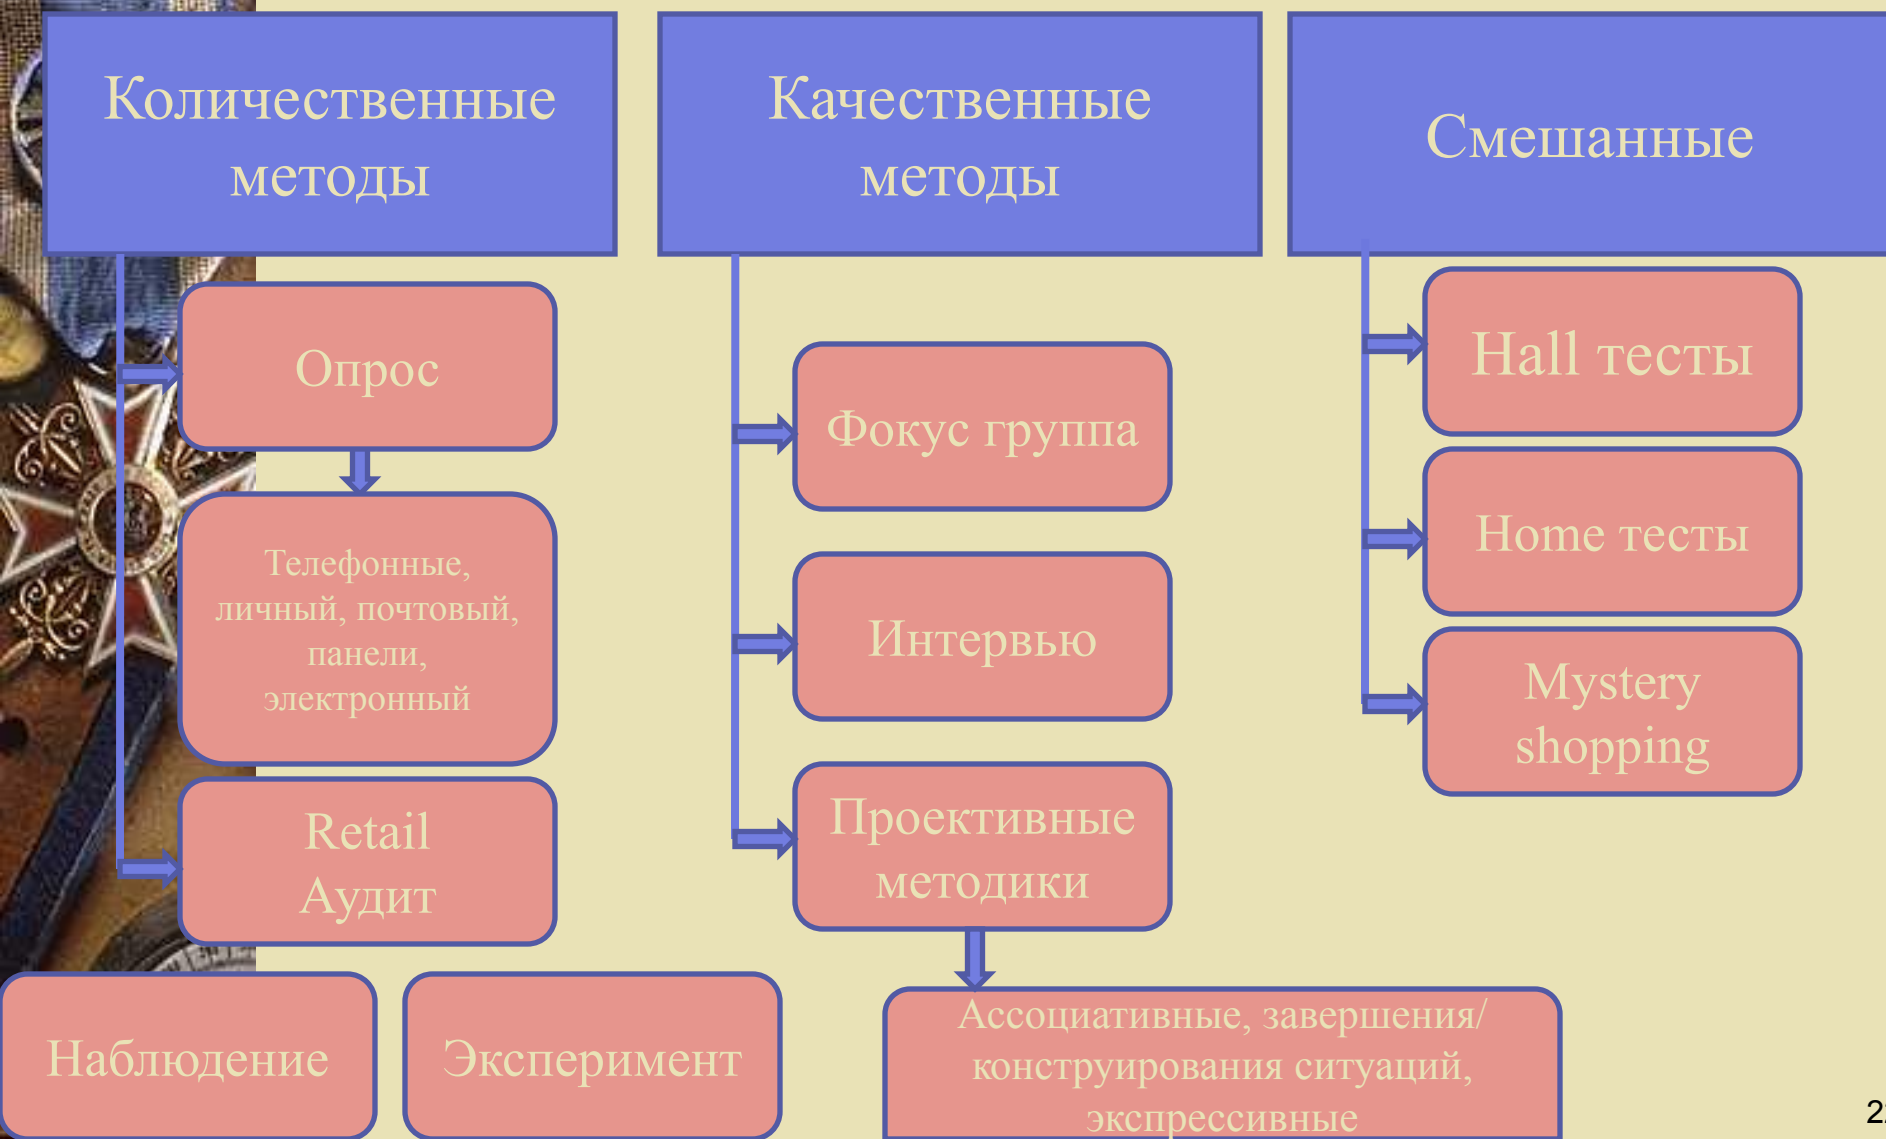 Количественные
методы
Опрос
Телефонные,
личный, почтовый,
панели,
электронный
Retail
Аудит
Наблюдение
Эксперимент
Качественные
методы
Фокус группа
Интервью
Проективные
методики
Ассоциативные, завершения/
конструирования ситуаций,
экспрессивные
Смешанные
Hall тесты
Home тесты
Mystery
shopping